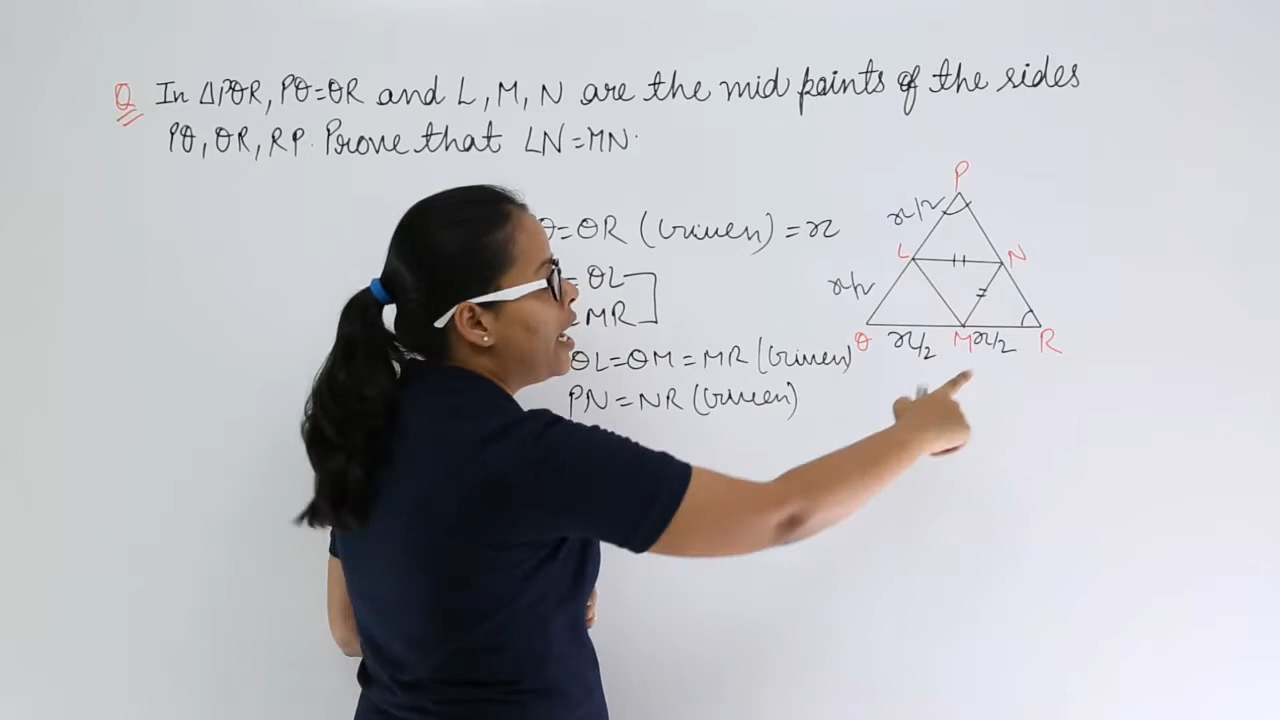 Q In ΔPQR, PQ=QR and L, M, N are the mid points of the sides
PQ, QR, RP. Prove that LN=MN.
Q=QR (Given) = x
=QL
=MR
QL=QM=MR (Given)
PN=NR (Given)
P
x/2
L
N
x/2
Q
x/2
M
x/2
R